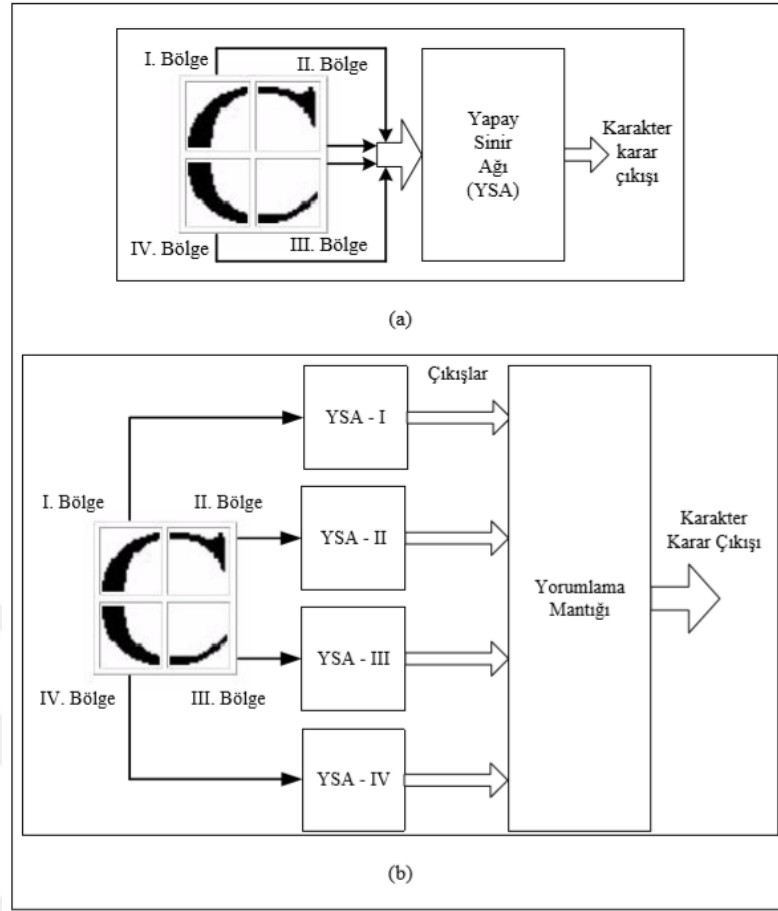 I. Bölge
II. Bölge
IV. Bölge
III. Bölge
Yapay
Sinir
Ağı
(YSA)
Karakter
karar
çıkışı
(a)
Çıkışlar
YSA - I
I. Bölge
II. Bölge
YSA - II
YSA - III
IV. Bölge
III. Bölge
YSA - IV
Yorumlama
Mantığı
Karakter
Karar Çıkışı
(b)